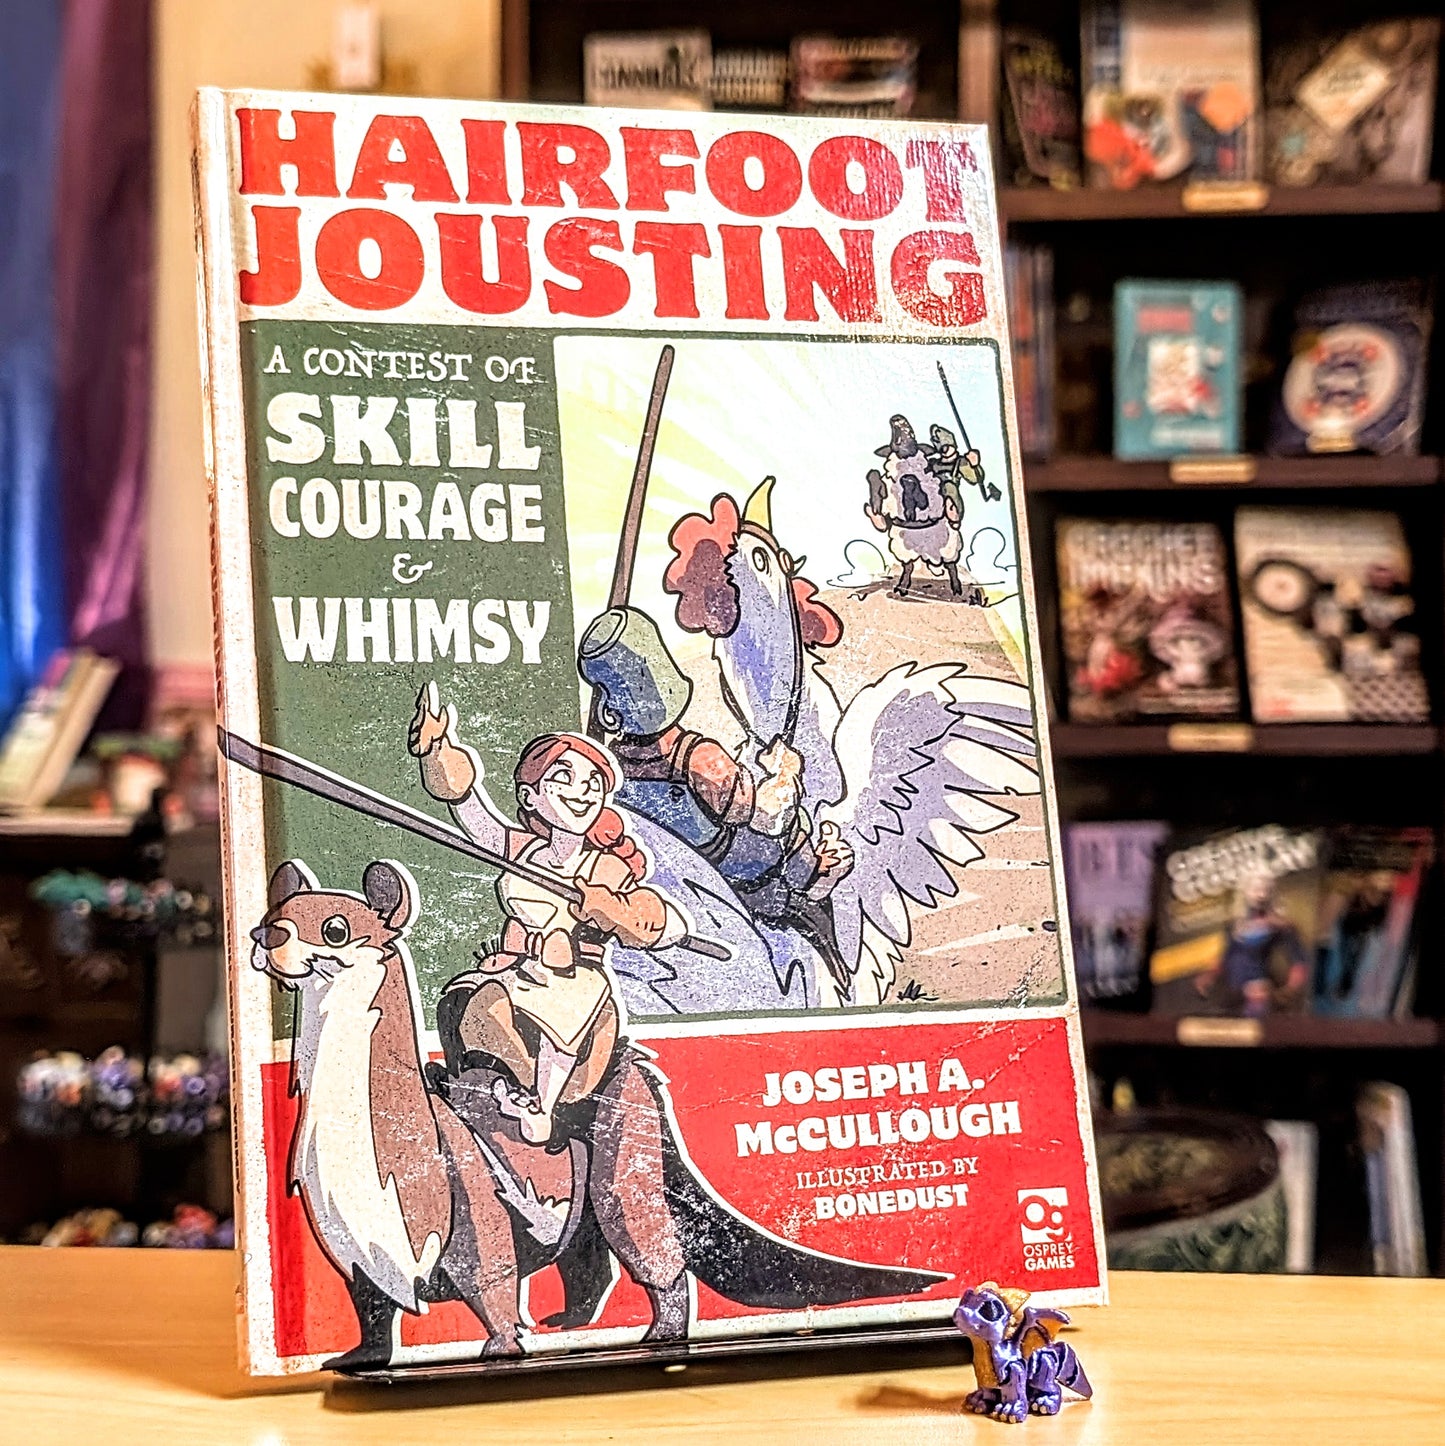 HAIRFOOT
JOUSTING
A CONTEST OF
SKILL
COURAGE
&
WHIMSY
JOSEPH A.
McCULLOUGH
ILLUSTRATED BY
BONEDUST
OSPREY
GAMES